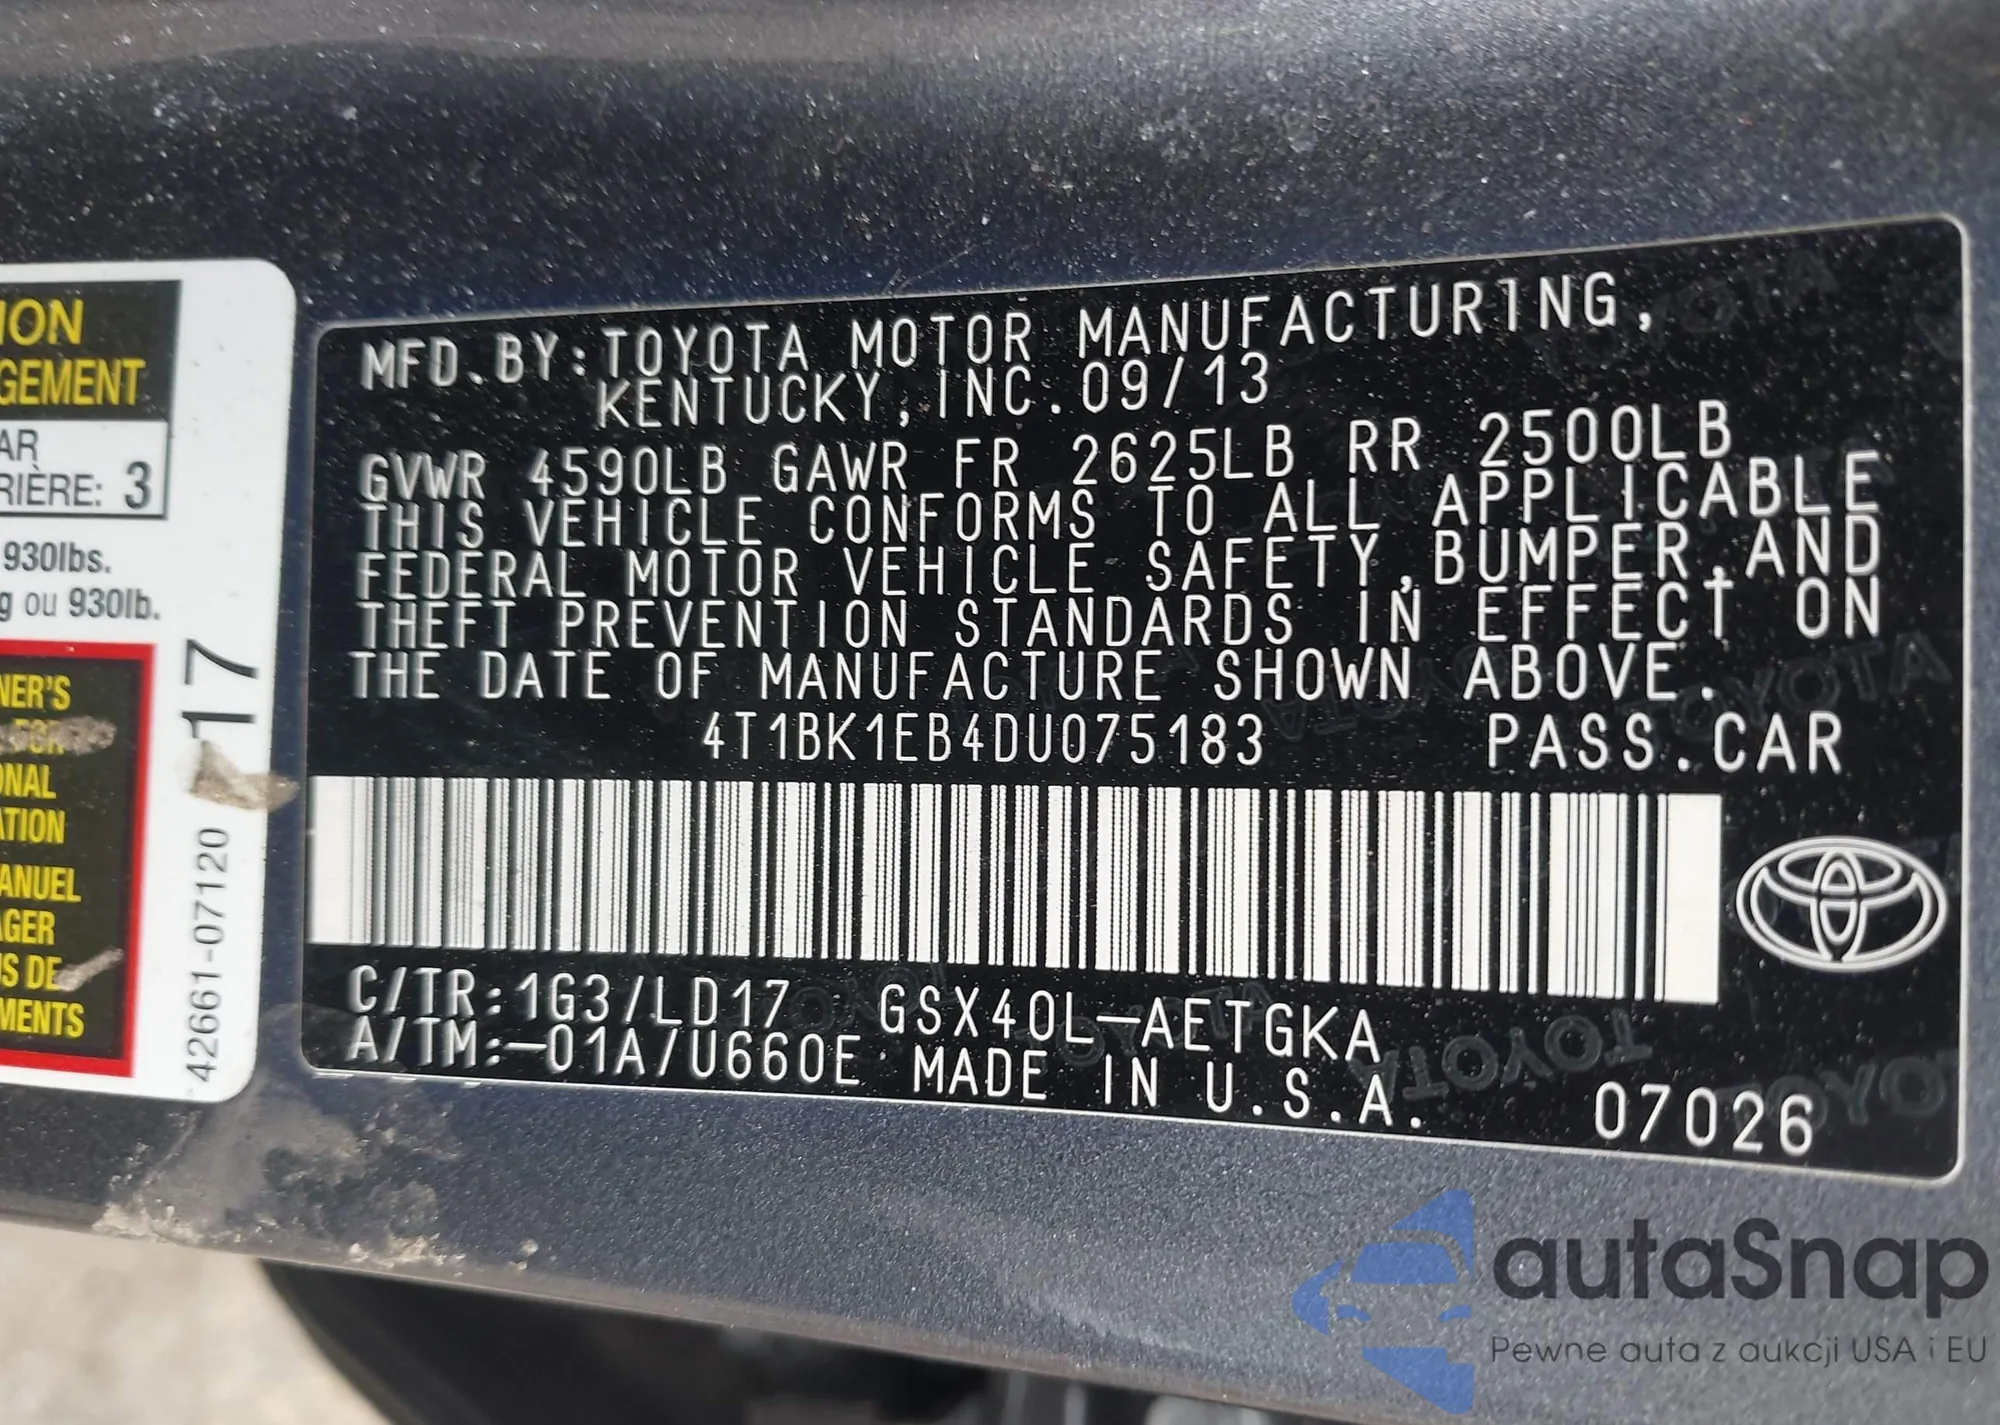 ION
GEMENT
AR
RIÈRE: 3
930lbs.
g ou 930lb.
NER'S
FOR
ONAL
ATION
ANUEL
AGER
US DE
MENTS
17
42661-07120
MFD.BY:TOYOTA MOTOR MANUFACTURING,
KENTUCKY,INC.09/13
GVWR 4590LB GAWR FR 2625LB RR 2500LB
THIS VEHICLE CONFORMS TO ALL APPLICABLE
FEDERAL MOTOR VEHICLE SAFETY,BUMPER,AND
THEFT PREVENTION STANDARDS IN EFFECT ON
THE DATE OF MANUFACTURE SHOWN ABOVE.
4T1BK1EB4DU075183 PASS.CAR
C/TR:1G3/LD17 GSX40L-AETGKA
A/TM:-01A/U660E MADE IN U.S.A. 07026
autaSnap
Pewne auta z aukcji USA i EU